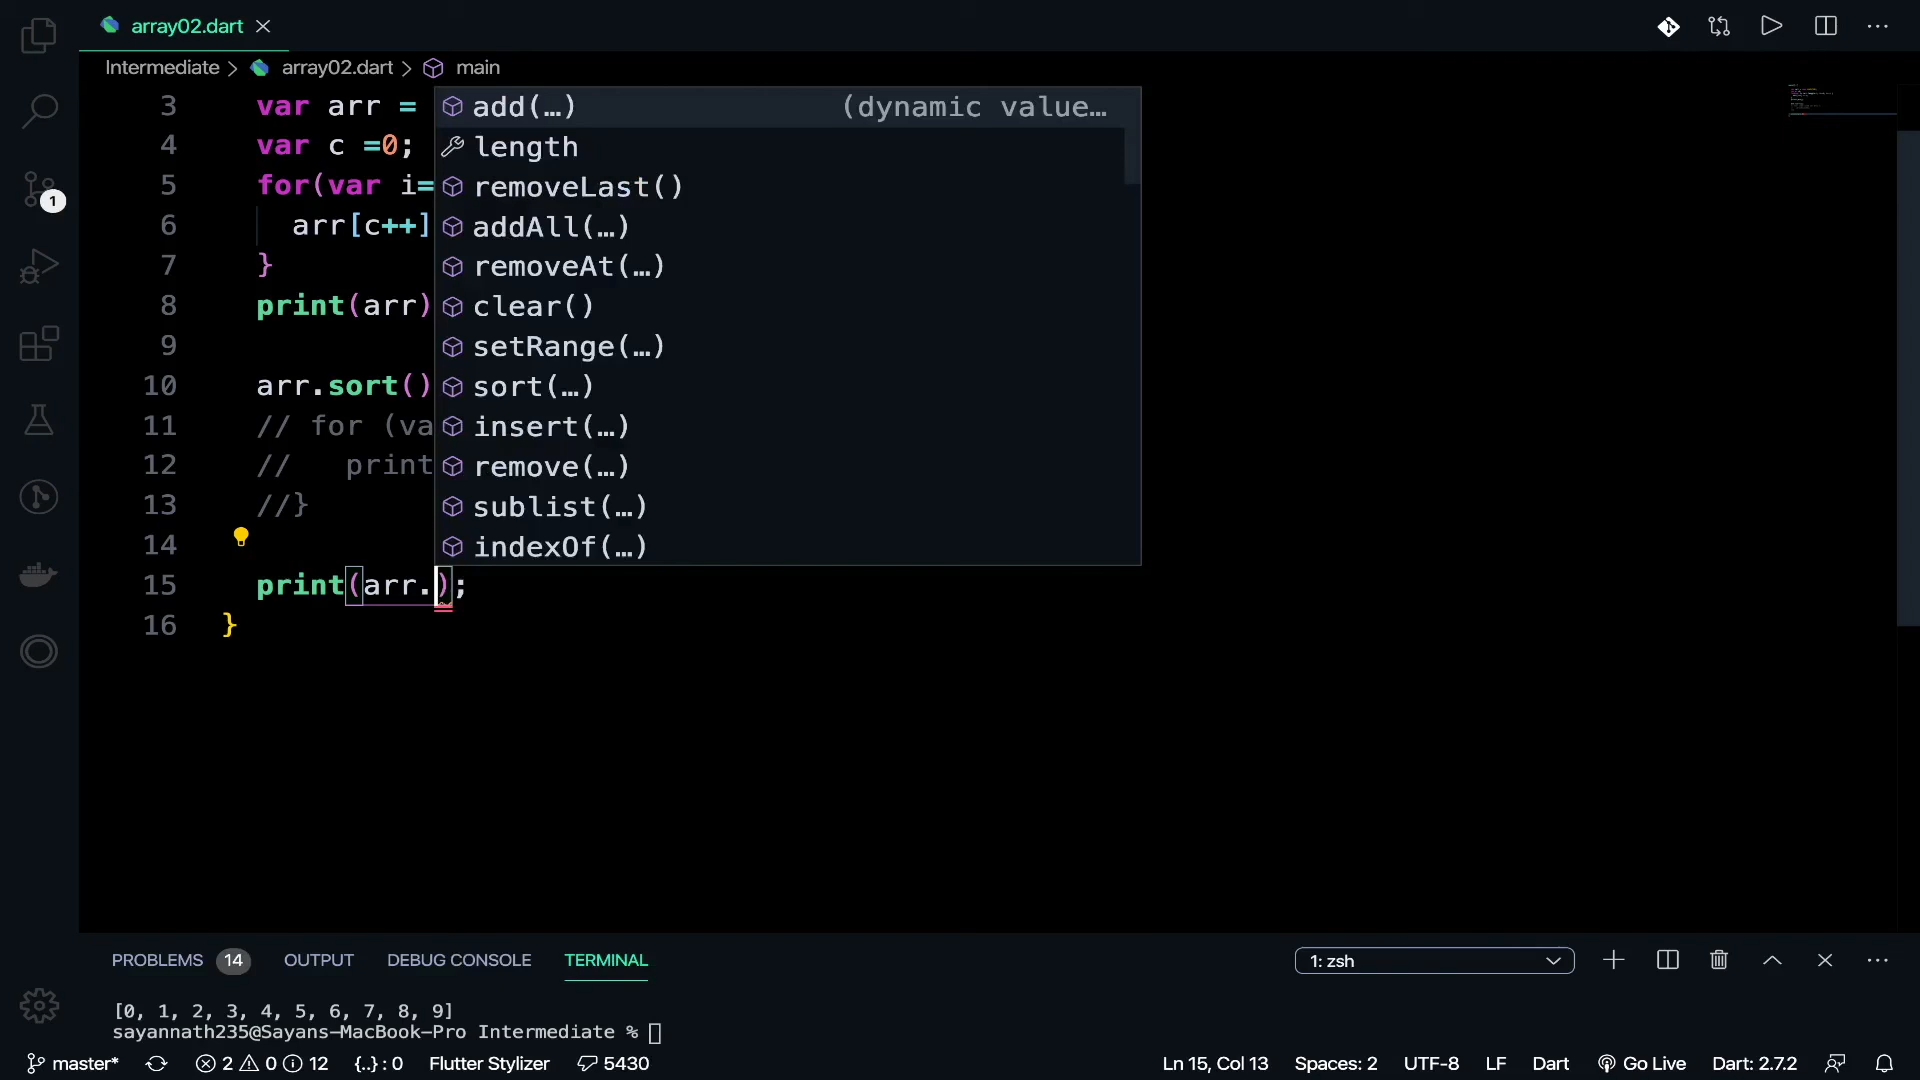 array02.dart
Intermediate > array02.dart > main
3 var arr =
4 var c =0;
5 for(var i=
6 arr[c++]
7 }
8 print(arr)
9
10 arr.sort()
11 // for (va
12 // print
13 //}
14
15 print(arr.);
16 }
add(…) (dynamic value…
length
removeLast()
addAll(…)
removeAt(…)
clear()
setRange(…)
sort(…)
insert(…)
remove(…)
sublist(…)
indexOf(…)
1
PROBLEMS 14 OUTPUT DEBUG CONSOLE TERMINAL 1: zsh
[0, 1, 2, 3, 4, 5, 6, 7, 8, 9]
sayannath235@Sayans-MacBook-Pro Intermediate %
master* 2 0 12 {..} : 0 Flutter Stylizer 5430 Ln 15, Col 13 Spaces: 2 UTF-8 LF Dart Go Live Dart: 2.7.2